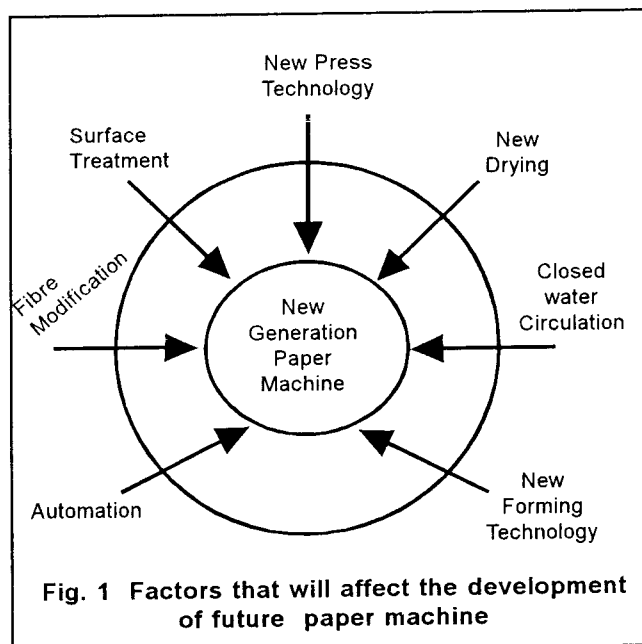 New Press
Technology
Surface
Treatment
New
Drying
Fibre
Modification
New
Generation
Paper
Machine
Closed
water
Circulation
Automation
New
Forming
Technology
Fig. 1 Factors that will affect the development
of future paper machine